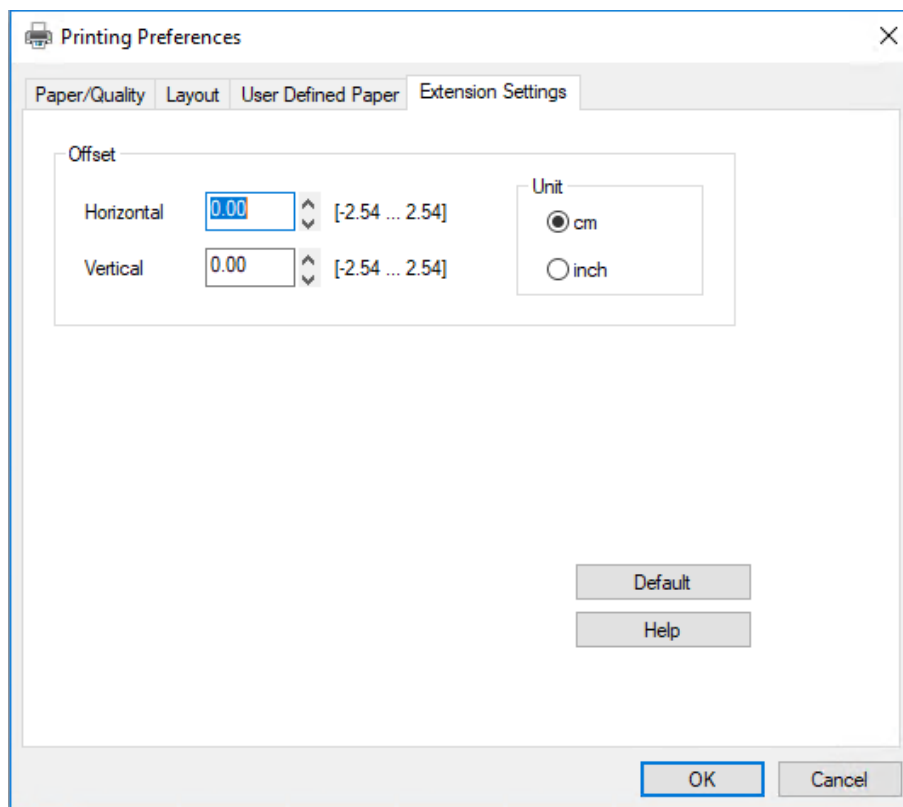 Printing Preferences
Paper/Quality Layout User Defined Paper Extension Settings
Offset
Unit
Horizontal 0.00 [-2.54 ... 2.54]
cm
Vertical 0.00 [-2.54 ... 2.54]
inch
Default
Help
OK Cancel